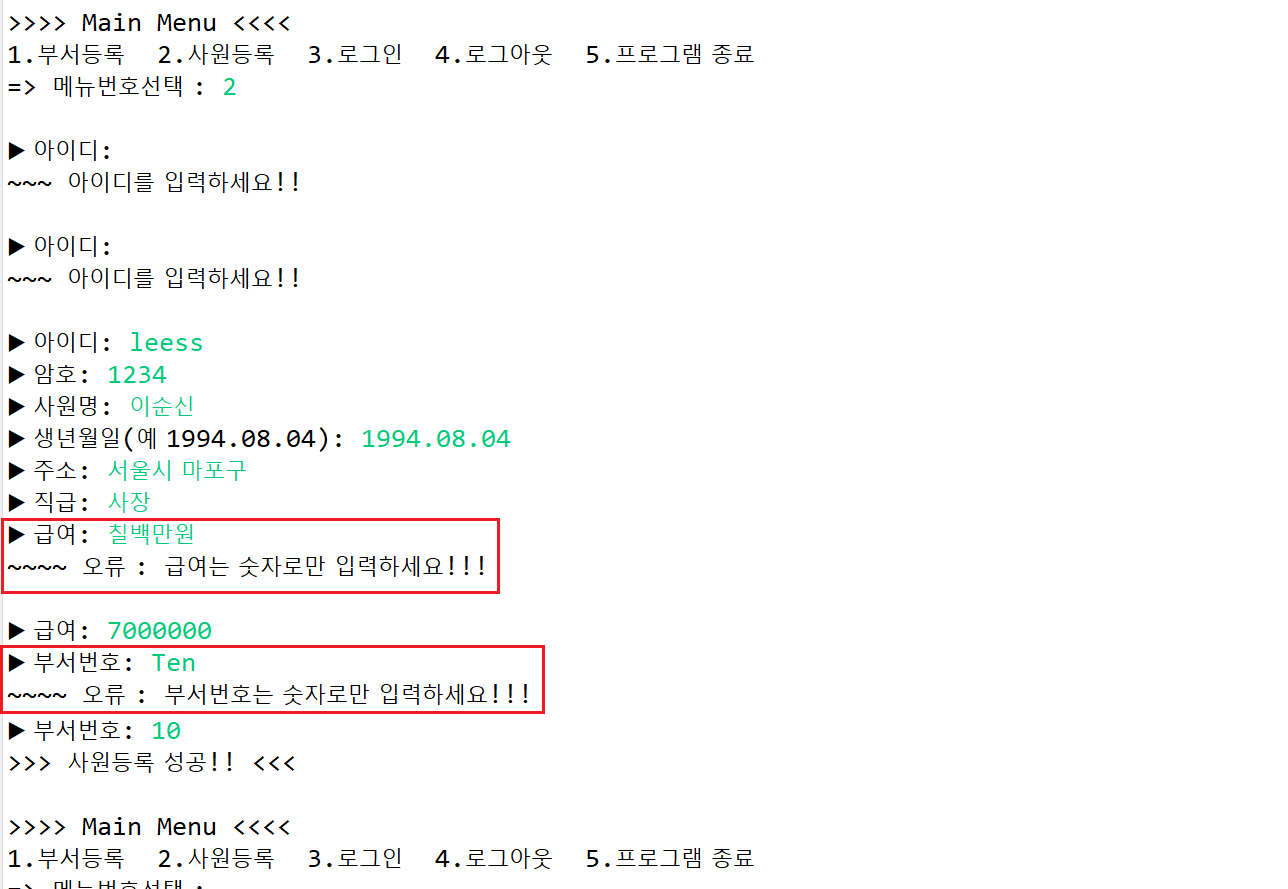 >>>> Main Menu <<<<
1.부서등록  2.사원등록  3.로그인  4.로그아웃  5.프로그램 종료
=> 메뉴번호선택 : 2
▶ 아이디:
~~~ 아이디를 입력하세요!!
▶ 아이디:
~~~ 아이디를 입력하세요!!
▶ 아이디: leess
▶ 암호: 1234
▶ 사원명: 이순신
▶ 생년월일(예 1994.08.04): 1994.08.04
▶ 주소: 서울시 마포구
▶ 직급: 사장
▶ 급여: 칠백만원
~~~~ 오류 : 급여는 숫자로만 입력하세요!!!
▶ 급여: 7000000
▶ 부서번호: Ten
~~~~ 오류 : 부서번호는 숫자로만 입력하세요!!!
▶ 부서번호: 10
>>> 사원등록 성공!! <<<
>>>> Main Menu <<<<
1.부서등록  2.사원등록  3.로그인  4.로그아웃  5.프로그램 종료
=> 메뉴번호선택 :